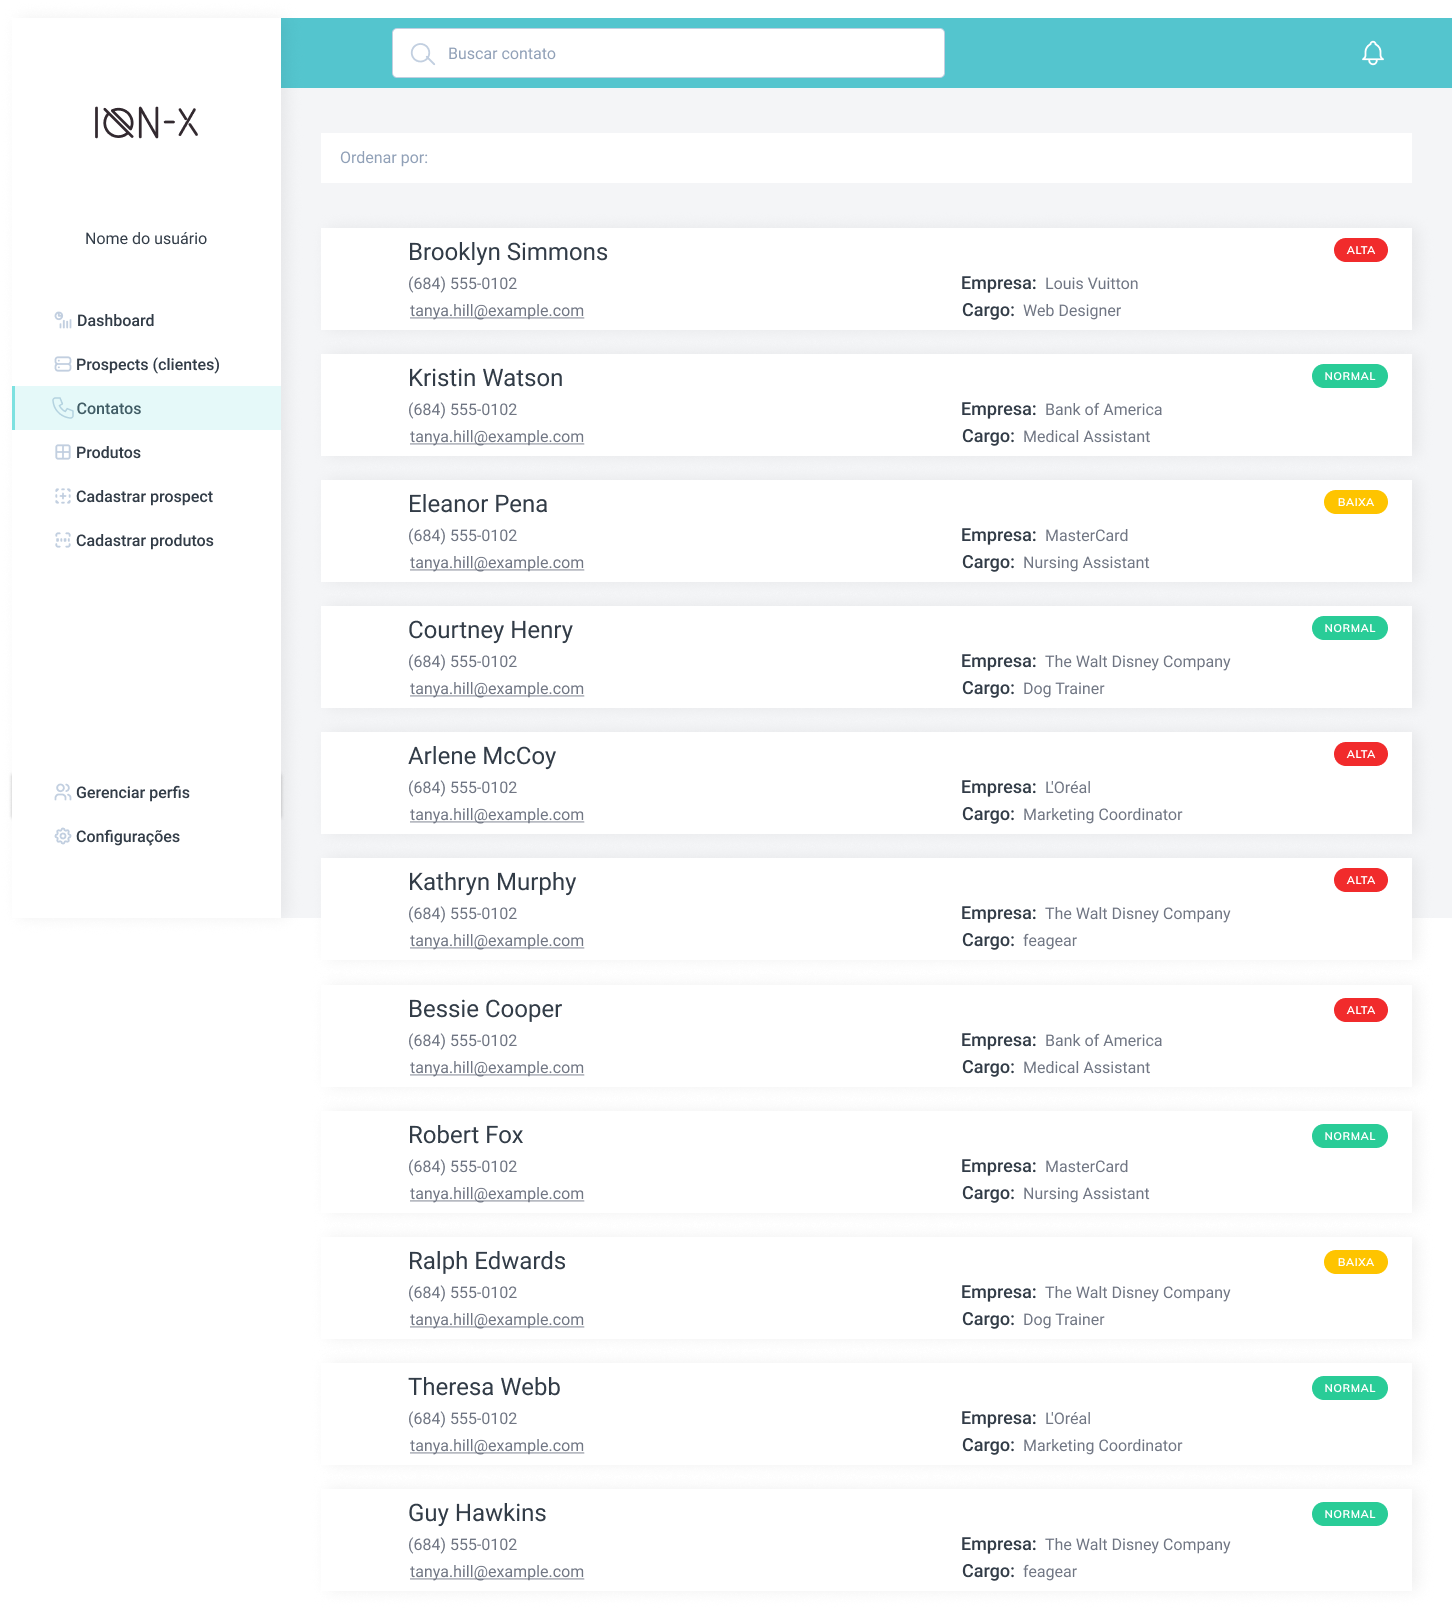 Buscar contato
ION-X
Nome do usuário
Dashboard
Prospects (clientes)
Contatos
Produtos
Cadastrar prospect
Cadastrar produtos
Gerenciar perfis
Configurações
Ordenar por:
Brooklyn Simmons
ALTA
(684) 555-0102
Empresa: Louis Vuitton
tanya.hill@example.com
Cargo: Web Designer
Kristin Watson
NORMAL
(684) 555-0102
Empresa: Bank of America
tanya.hill@example.com
Cargo: Medical Assistant
Eleanor Pena
BAIXA
(684) 555-0102
Empresa: MasterCard
tanya.hill@example.com
Cargo: Nursing Assistant
Courtney Henry
NORMAL
(684) 555-0102
Empresa: The Walt Disney Company
tanya.hill@example.com
Cargo: Dog Trainer
Arlene McCoy
ALTA
(684) 555-0102
Empresa: L'Oréal
tanya.hill@example.com
Cargo: Marketing Coordinator
Kathryn Murphy
ALTA
(684) 555-0102
Empresa: The Walt Disney Company
tanya.hill@example.com
Cargo: feagear
Bessie Cooper
ALTA
(684) 555-0102
Empresa: Bank of America
tanya.hill@example.com
Cargo: Medical Assistant
Robert Fox
NORMAL
(684) 555-0102
Empresa: MasterCard
tanya.hill@example.com
Cargo: Nursing Assistant
Ralph Edwards
BAIXA
(684) 555-0102
Empresa: The Walt Disney Company
tanya.hill@example.com
Cargo: Dog Trainer
Theresa Webb
NORMAL
(684) 555-0102
Empresa: L'Oréal
tanya.hill@example.com
Cargo: Marketing Coordinator
Guy Hawkins
NORMAL
(684) 555-0102
Empresa: The Walt Disney Company
tanya.hill@example.com
Cargo: feagear